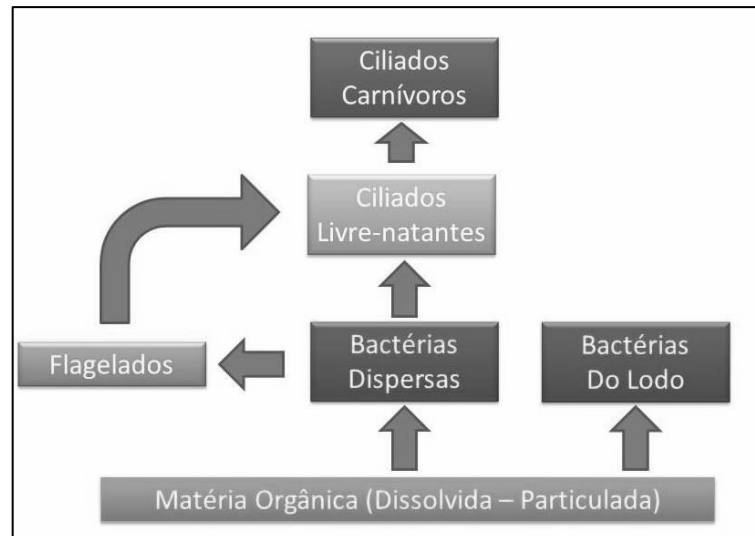 Ciliados
Carnívoros
Ciliados
Livre-natantes
Flagelados
Bactérias
Dispersas
Bactérias
Do Lodo
Matéria Orgânica (Dissolvida – Particulada)